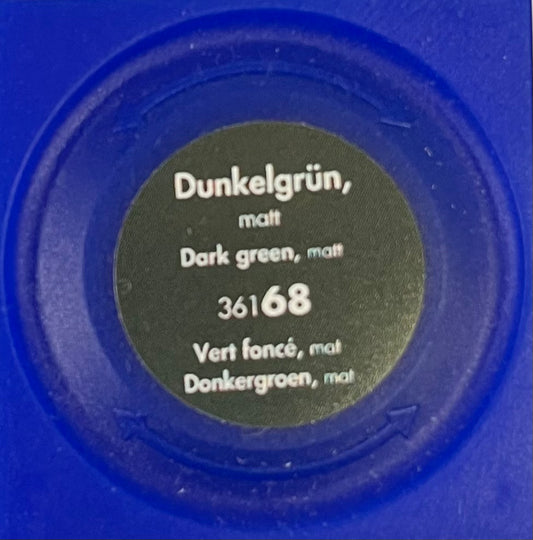 Dunkelgrün,
matt
Dark green, matt
36168
Vert foncé, mat
Donkergroen, mat